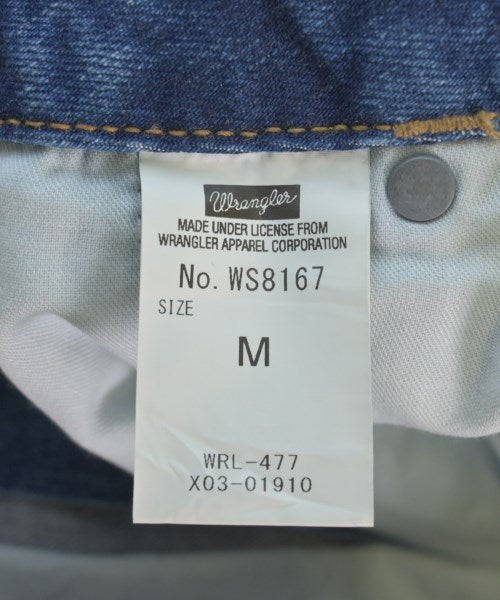 Wrangler
MADE UNDER LICENSE FROM
WRANGLER APPAREL CORPORATION
No. WS8167
SIZE
M
WRL-477
X03-01910